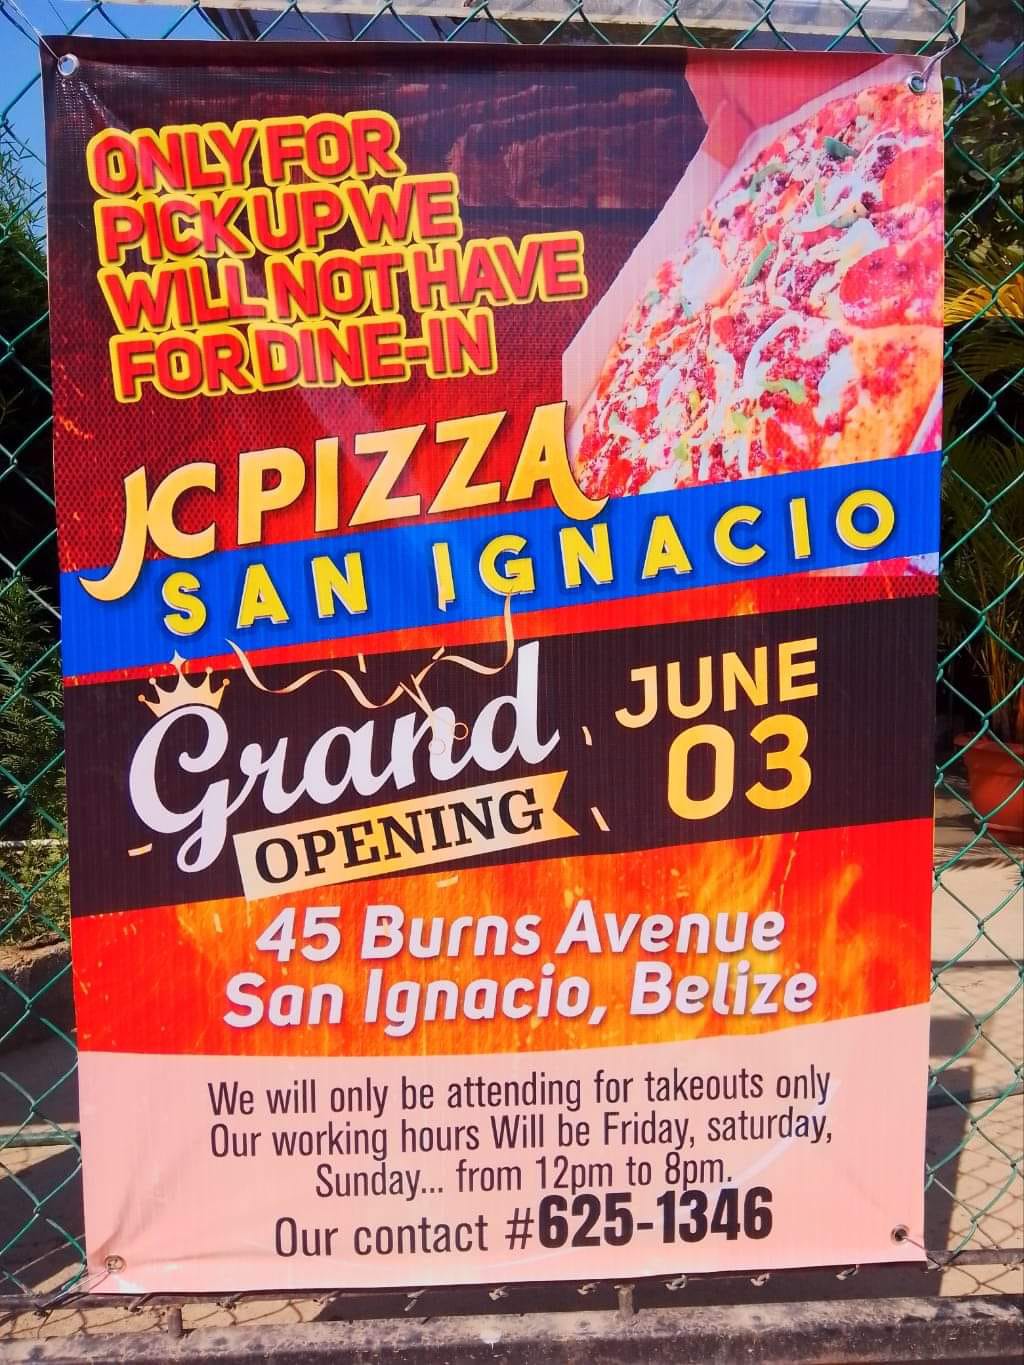 ONLY FOR
PICK UP WE
WILL NOT HAVE
FOR DINE-IN
JC PIZZA
SAN IGNACIO
Grand
OPENING
JUNE
03
45 Burns Avenue
San Ignacio, Belize
We will only be attending for takeouts only
Our working hours Will be Friday, saturday,
Sunday... from 12pm to 8pm.
Our contact #625-1346